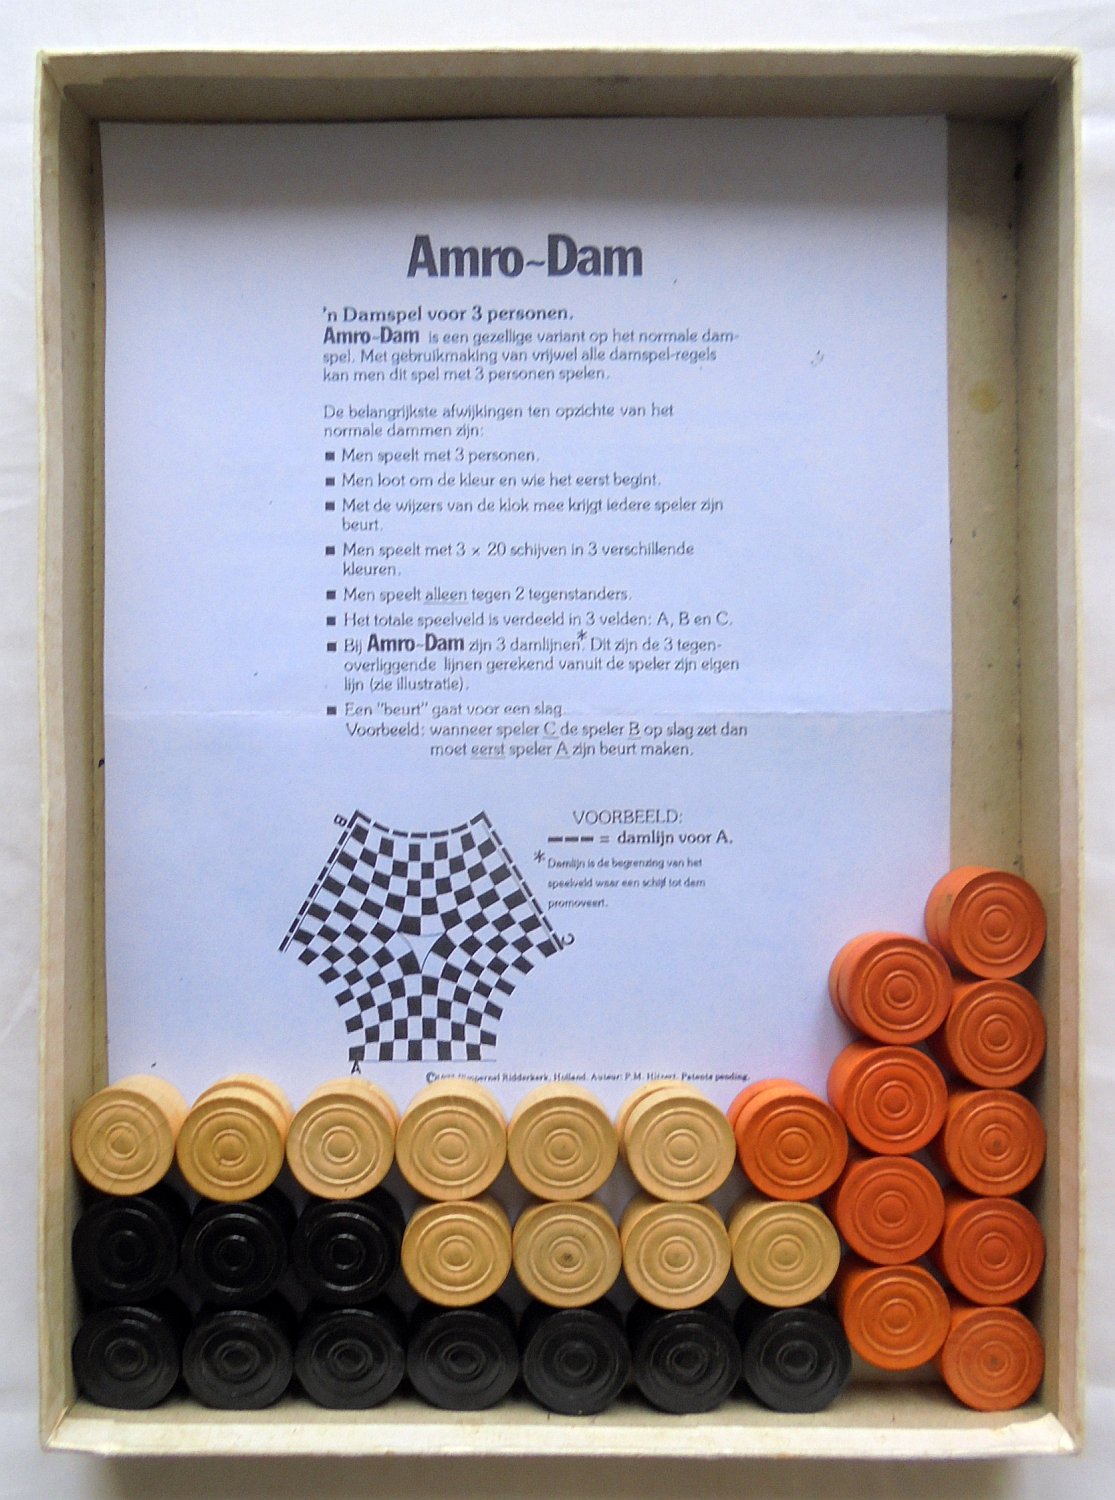 Amro~Dam
'n Damspel voor 3 personen.
Amro-Dam is een gezellige variant op het normale dam-
spel. Met gebruikmaking van vrijwel alle damspel-regels
kan men dit spel met 3 personen spelen.
De belangrijkste afwijkingen ten opzichte van het
normale dammen zijn:
■ Men speelt met 3 personen.
■ Men loot om de kleur en wie het eerst begint.
■ Met de wijzers van de klok mee krijgt iedere speler zijn
beurt.
■ Men speelt met 3 × 20 schijven in 3 verschillende
kleuren.
■ Men speelt alleen tegen 2 tegenstanders.
■ Het totale speelveld is verdeeld in 3 velden: A, B en C.
■ Bij Amro-Dam zijn 3 damlijnen.* Dit zijn de 3 tegen-
overliggende lijnen gerekend vanuit de speler zijn eigen
lijn (zie illustratie).
■ Een "beurt" gaat voor een slag.
Voorbeeld: wanneer speler C de speler B op slag zet dan
moet eerst speler A zijn beurt maken.
VOORBEELD:
--- = damlijn voor A.
* Damlijn is de begrenzing van het
speelveld waar een schijf tot dam
promoveert.
B
C
A
© Ridderkerk, Holland. Auteur: P.M. Patents pending.